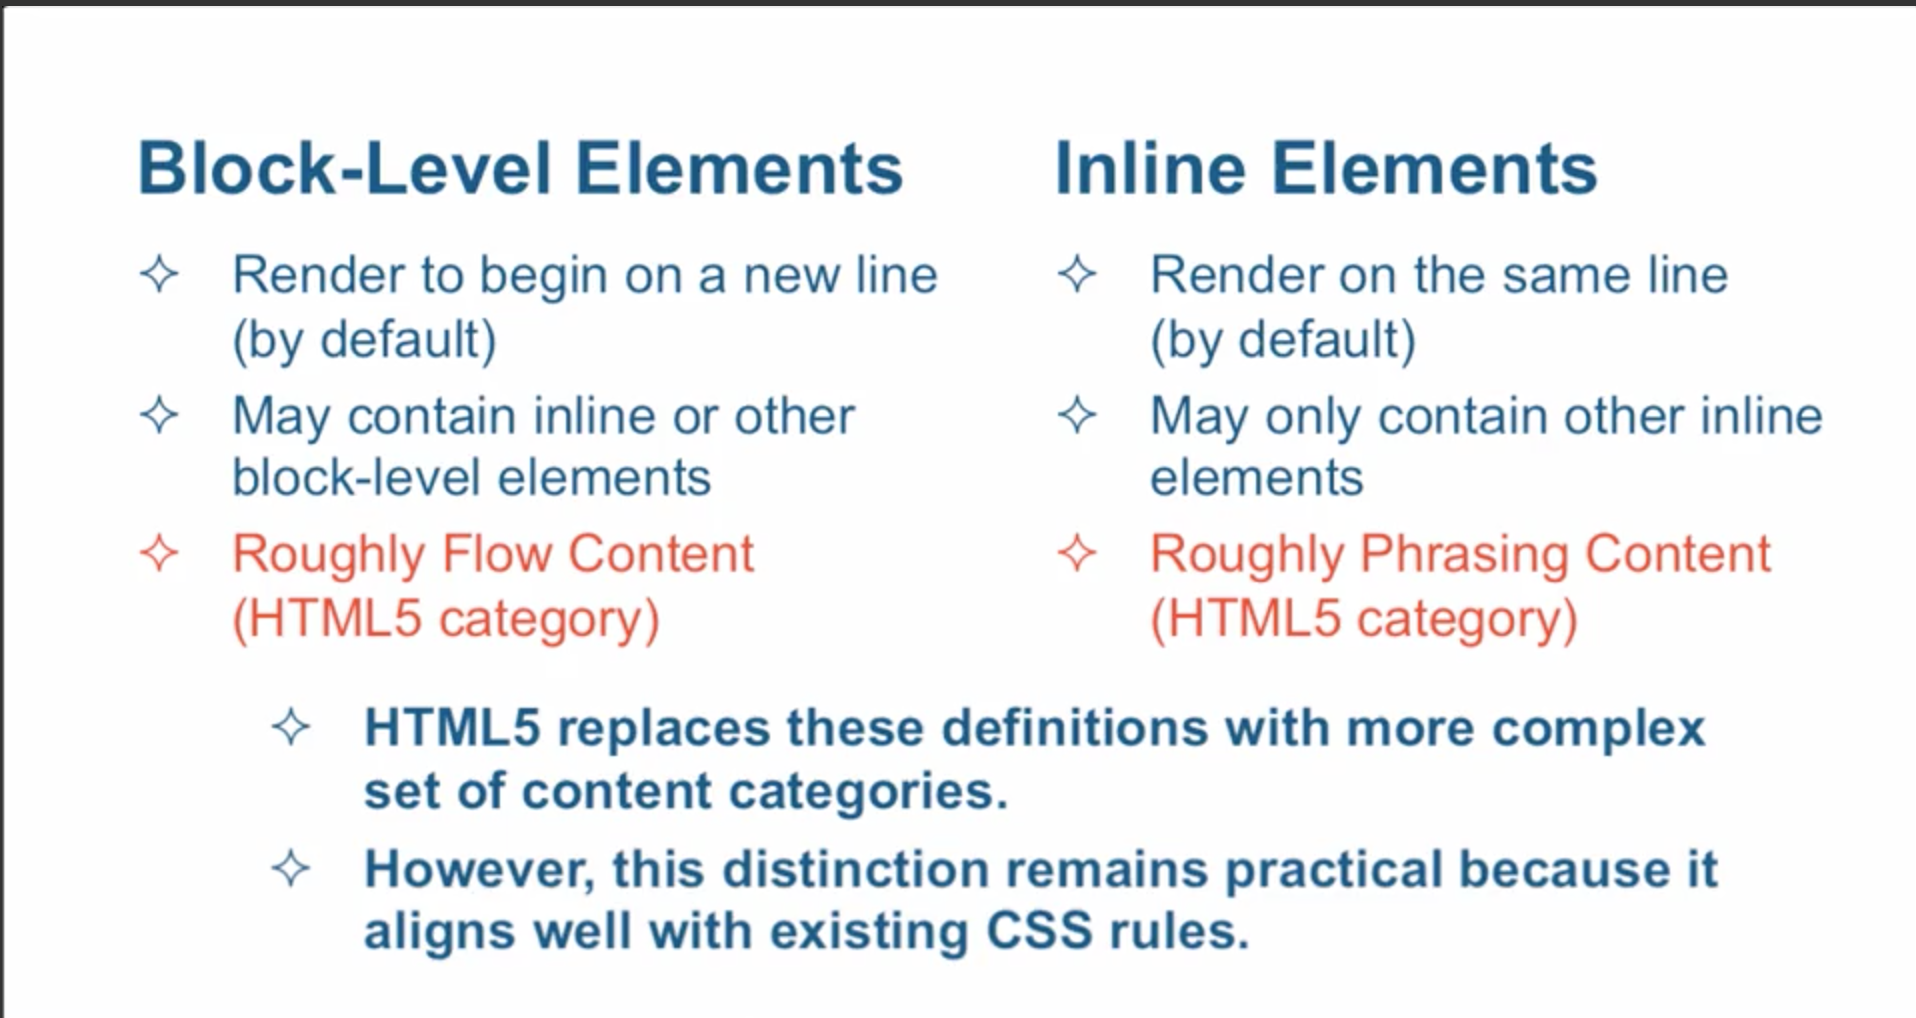 Block-Level Elements
✧ Render to begin on a new line
(by default)
✧ May contain inline or other
block-level elements
✧ Roughly Flow Content
(HTML5 category)
Inline Elements
✧ Render on the same line
(by default)
✧ May only contain other inline
elements
✧ Roughly Phrasing Content
(HTML5 category)
✧ HTML5 replaces these definitions with more complex
set of content categories.
✧ However, this distinction remains practical because it
aligns well with existing CSS rules.